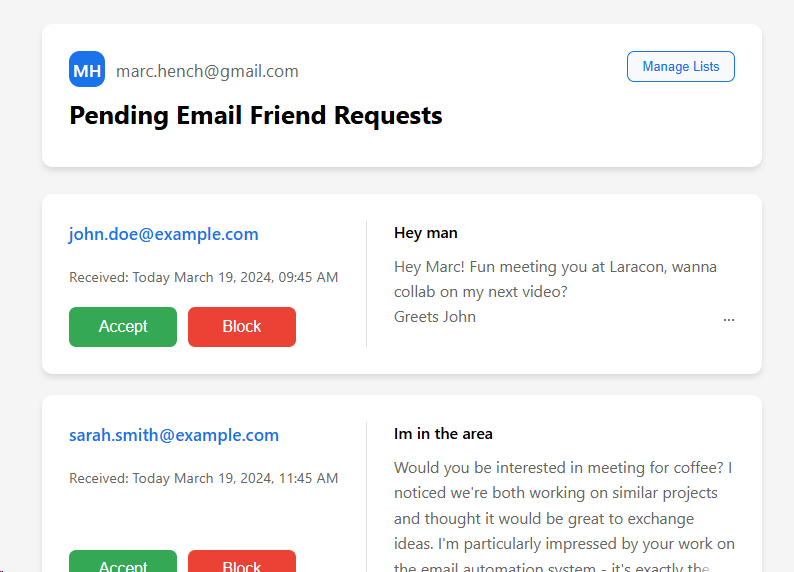 MH
marc.hench@gmail.com
Manage Lists
Pending Email Friend Requests
john.doe@example.com
Received: Today March 19, 2024, 09:45 AM
Accept
Block
Hey man
Hey Marc! Fun meeting you at Laracon, wanna
collab on my next video?
Greets John
...
sarah.smith@example.com
Received: Today March 19, 2024, 11:45 AM
Accept
Block
Im in the area
Would you be interested in meeting for coffee? I
noticed we're both working on similar projects
and thought it would be great to exchange
ideas. I'm particularly impressed by your work on
the email automation system - it's exactly the